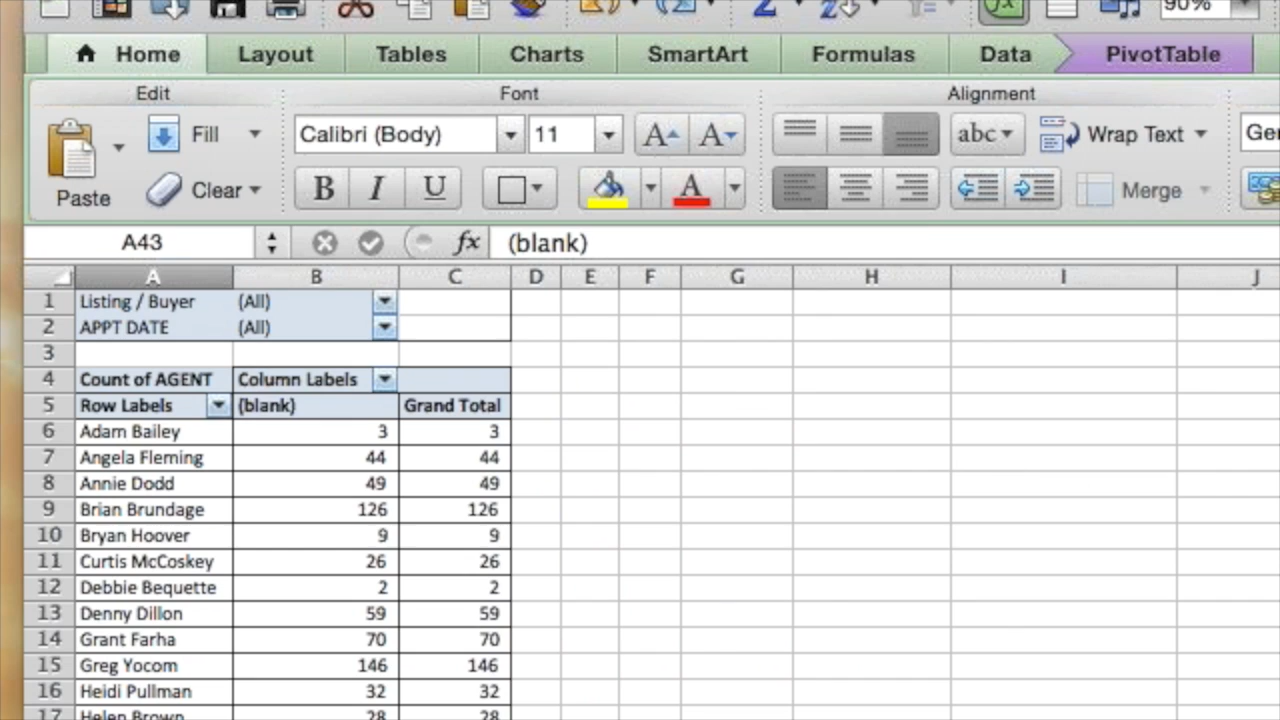 90%
Home Layout Tables Charts SmartArt Formulas Data PivotTable
Edit Font Alignment
Fill Calibri (Body) 11 A A abc Wrap Text
Paste Clear B I U A Merge
A43 fx (blank)
A B C D E F G H I J
1 Listing / Buyer (All)
2 APPT DATE (All)
3
4 Count of AGENT Column Labels
5 Row Labels (blank) Grand Total
6 Adam Bailey 3 3
7 Angela Fleming 44 44
8 Annie Dodd 49 49
9 Brian Brundage 126 126
10 Bryan Hoover 9 9
11 Curtis McCoskey 26 26
12 Debbie Bequette 2 2
13 Denny Dillon 59 59
14 Grant Farha 70 70
15 Greg Yocom 146 146
16 Heidi Pullman 32 32
17 Helen Brown 28 28